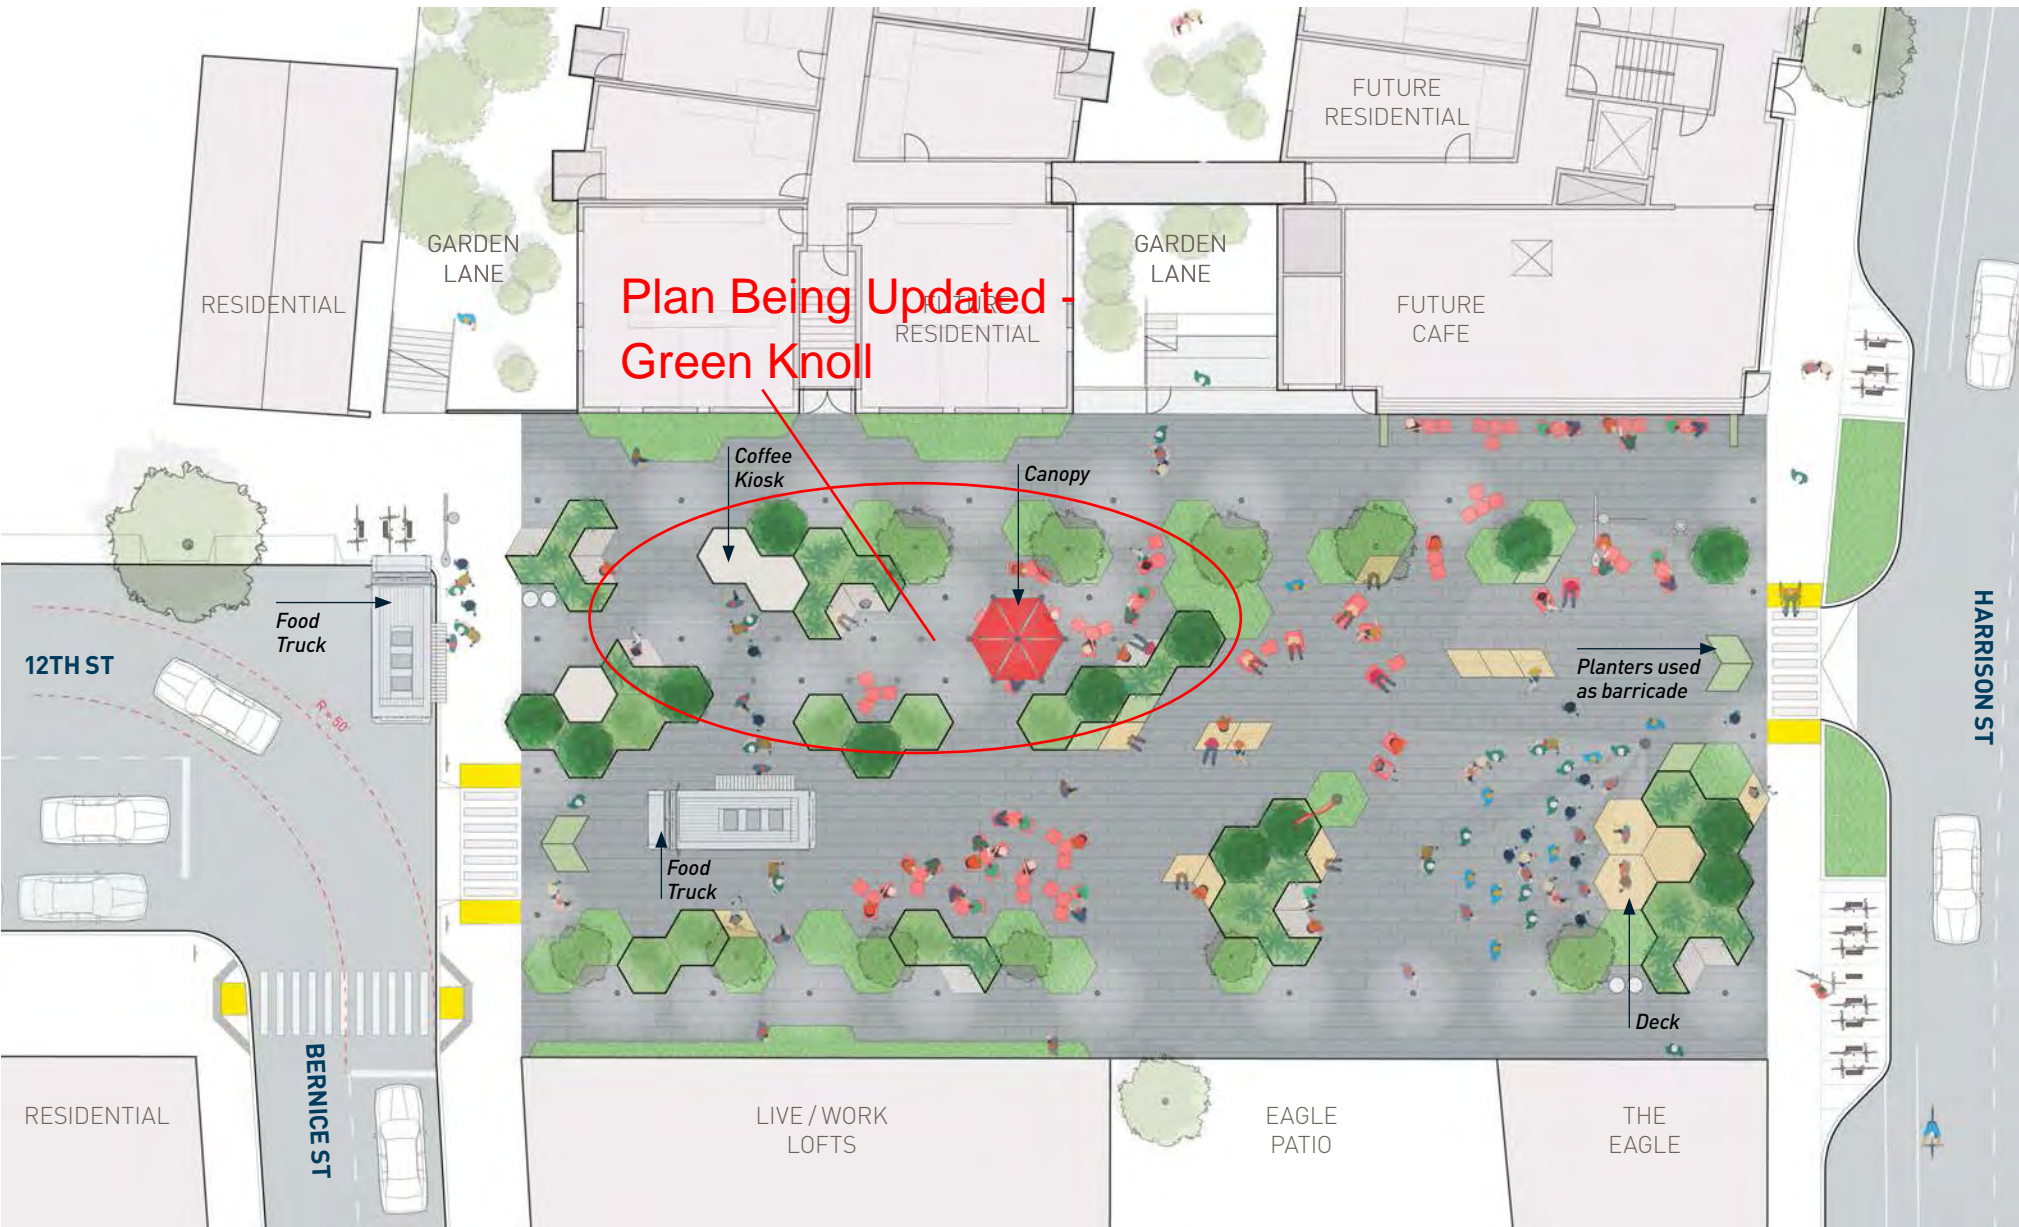 FUTURE
RESIDENTIAL
GARDEN
LANE
GARDEN
LANE
RESIDENTIAL
Plan Being Updated -
Green Knoll
FUTURE
RESIDENTIAL
FUTURE
CAFE
Coffee
Kiosk
Canopy
Food
Truck
12TH ST
R = 50'
Planters used
as barricade
HARRISON ST
Food
Truck
Deck
BERNICE ST
RESIDENTIAL
LIVE / WORK
LOFTS
EAGLE
PATIO
THE
EAGLE